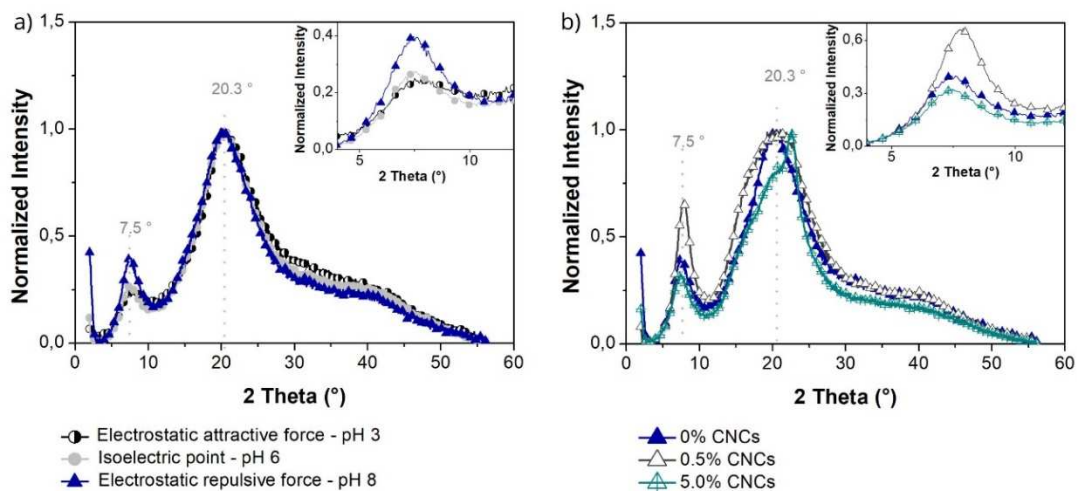 a)
Normalized Intensity
1,5
1,0
0,5
0,0
0
10
20
30
40
50
60
2 Theta (°)
7.5 °
20.3 °
Normalized Intensity
0,4
0,2
0,0
5
10
2 Theta (°)
Electrostatic attractive force - pH 3
Isoelectric point - pH 6
Electrostatic repulsive force - pH 8
b)
Normalized Intensity
1,5
1,0
0,5
0,0
0
10
20
30
40
50
60
2 Theta (°)
7.5 °
20.3 °
Normalized Intensity
0,6
0,3
0,0
5
10
2 Theta (°)
0% CNCs
0.5% CNCs
5.0% CNCs